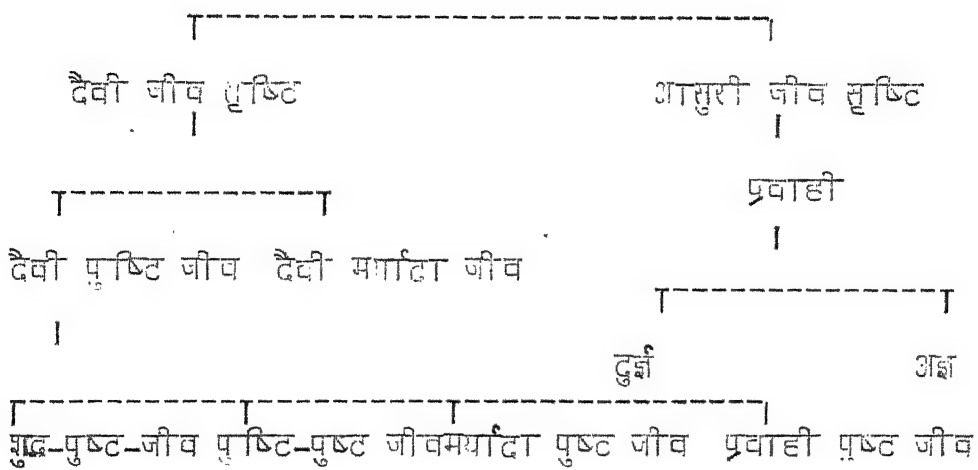 दैवी जीव सृष्टि आसुरी जीव सृष्टि
प्रवाही
दैवी पुष्टि जीव दैवी मर्यादा जीव
दुर्ज्ञ अज्ञ
शुद्ध-पुष्ट-जीव पुष्टि-पुष्ट जीव मर्यादा पुष्ट जीव प्रवाही पुष्ट जीव